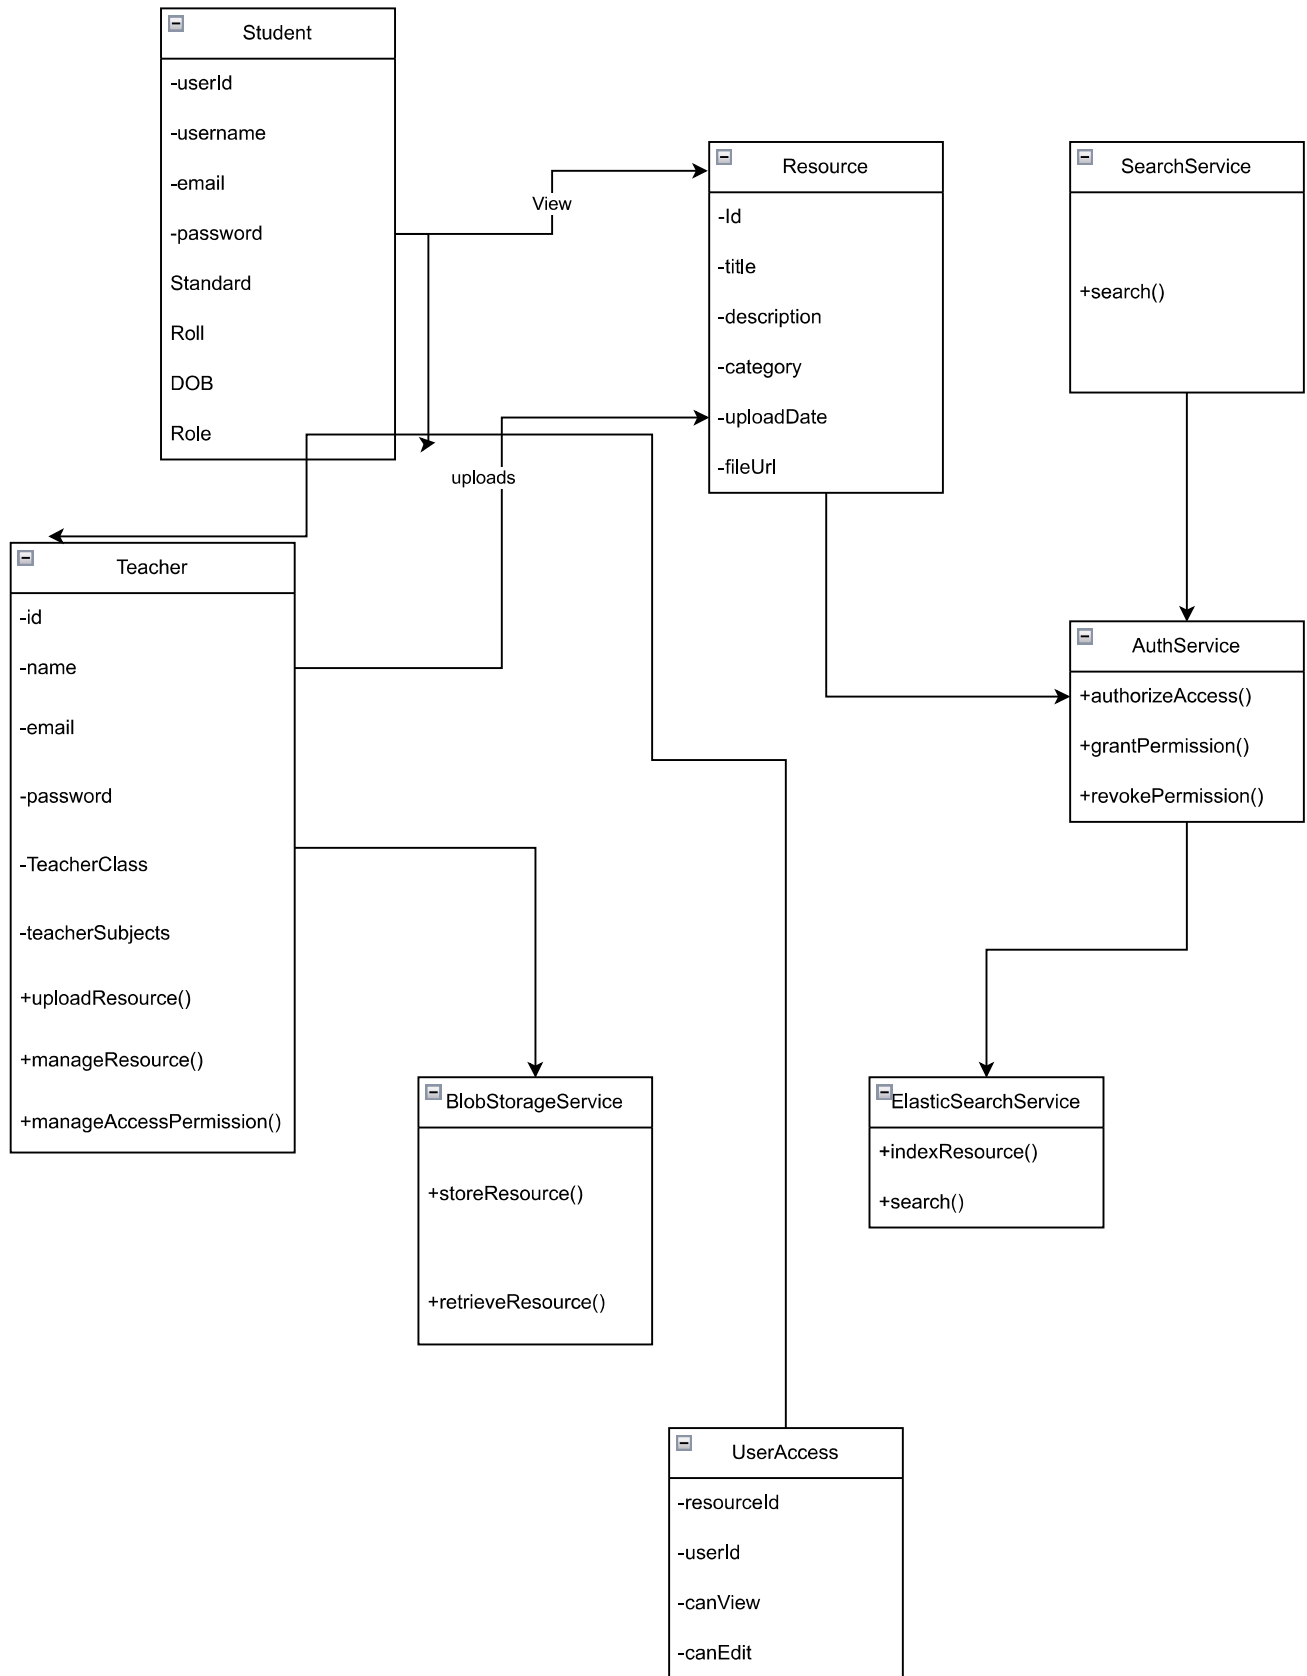 Student
-userId
-username
-email
-password
Standard
Roll
DOB
Role
View
Resource
-Id
-title
-description
-category
-uploadDate
-fileUrl
SearchService
+search()
uploads
Teacher
-id
-name
-email
-password
-TeacherClass
-teacherSubjects
+uploadResource()
+manageResource()
+manageAccessPermission()
AuthService
+authorizeAccess()
+grantPermission()
+revokePermission()
BlobStorageService
+storeResource()
+retrieveResource()
ElasticSearchService
+indexResource()
+search()
UserAccess
-resourceId
-userId
-canView
-canEdit